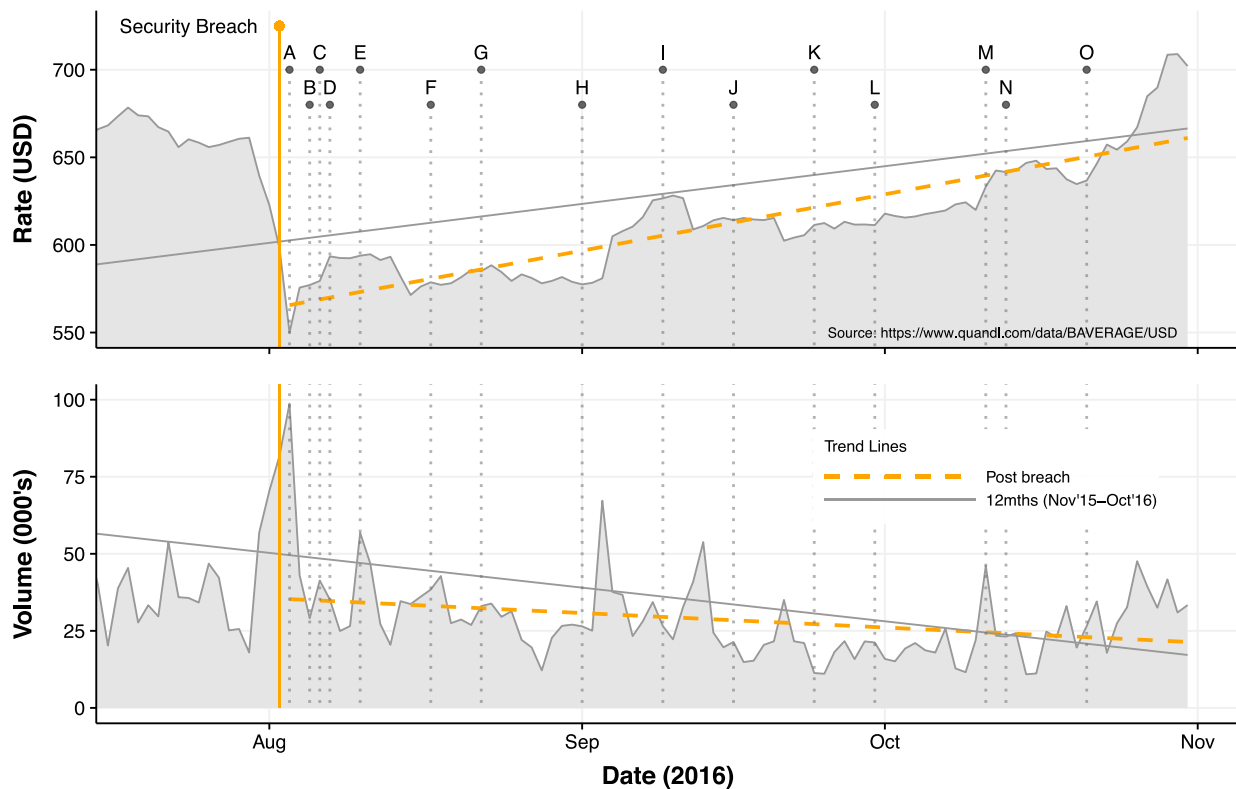 Security Breach
A C E G I K M O
B D F H J L N
700
650
600
550
Rate (USD)
Source: https://www.quandl.com/data/BAVERAGE/USD
100
75
50
25
0
Volume (000's)
Trend Lines
Post breach
12mths (Nov'15–Oct'16)
Aug Sep Oct Nov
Date (2016)